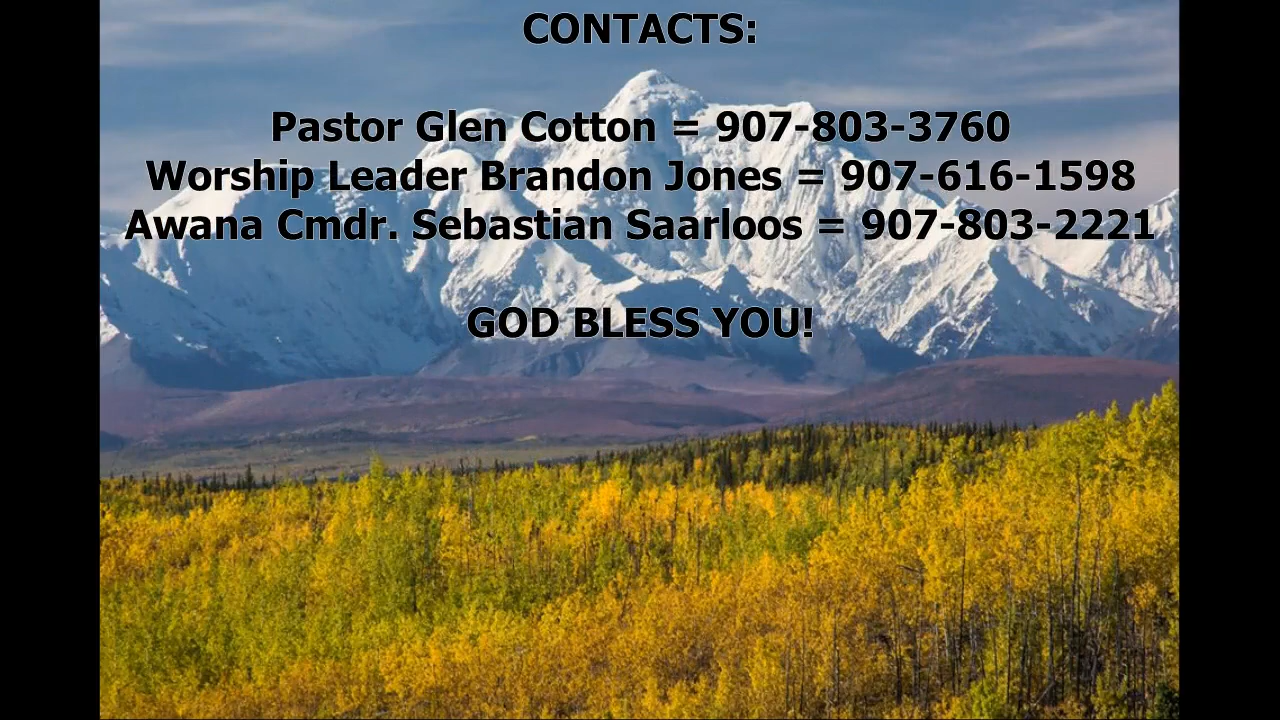 CONTACTS:
Pastor Glen Cotton = 907-803-3760
Worship Leader Brandon Jones = 907-616-1598
Awana Cmdr. Sebastian Saarloos = 907-803-2221
GOD BLESS YOU!